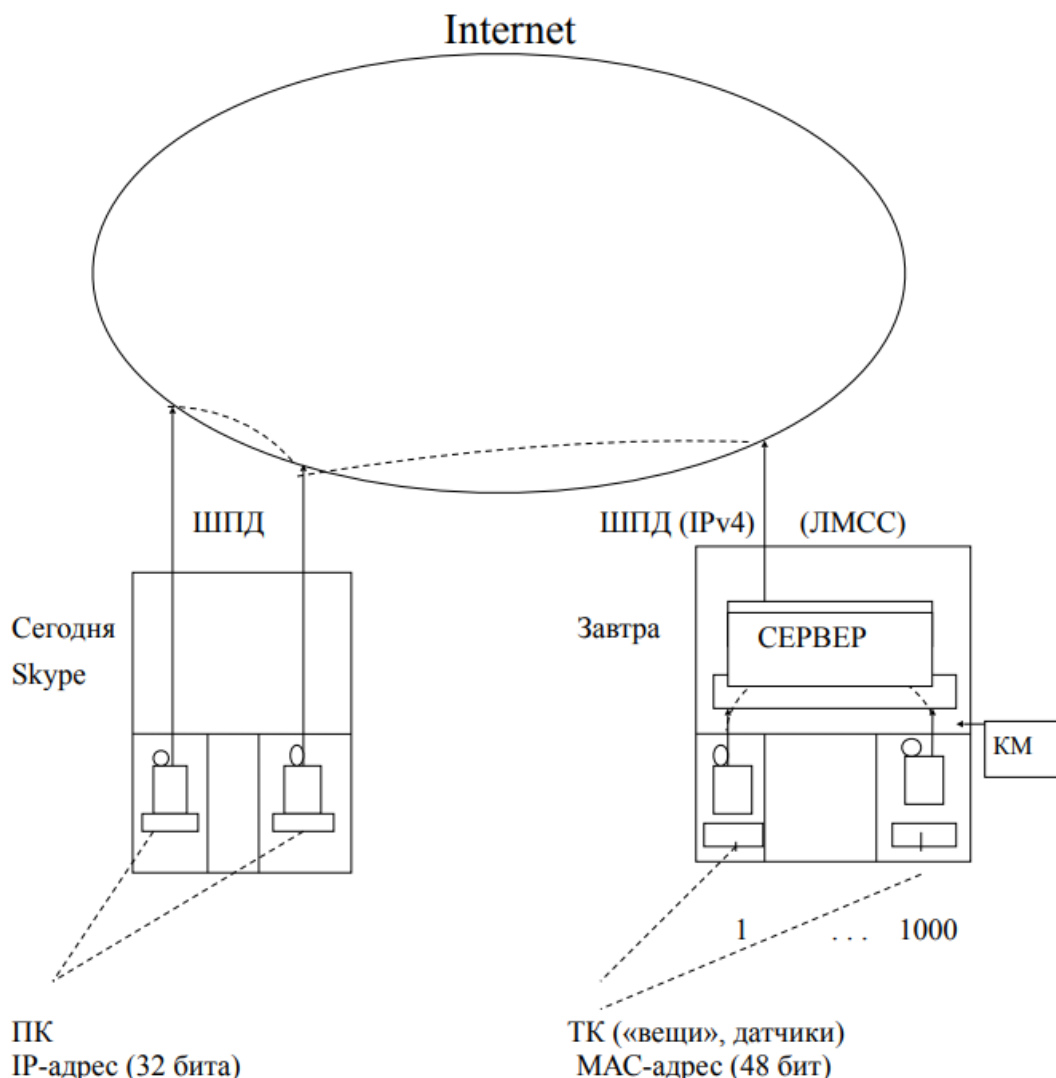 Internet
ШПД
ШПД (IPv4) (ЛМСС)
Сегодня
Skype
Завтра
СЕРВЕР
КМ
1 . . . 1000
ПК
IP-адрес (32 бита)
ТК («вещи», датчики)
MAC-адрес (48 бит)